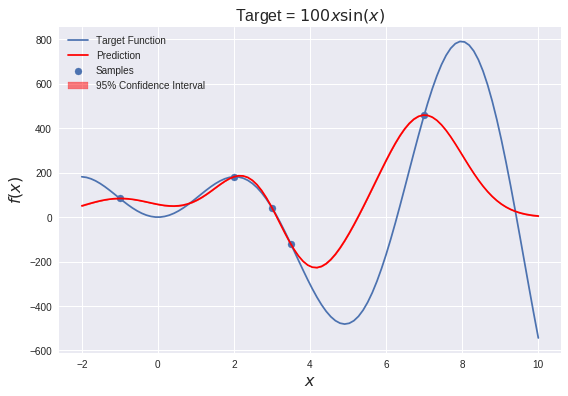 Target = 100xsin(x)
Target Function
Prediction
Samples
95% Confidence Interval
f(x)
800
600
400
200
0
−200
−400
−600
−2 0 2 4 6 8 10
x